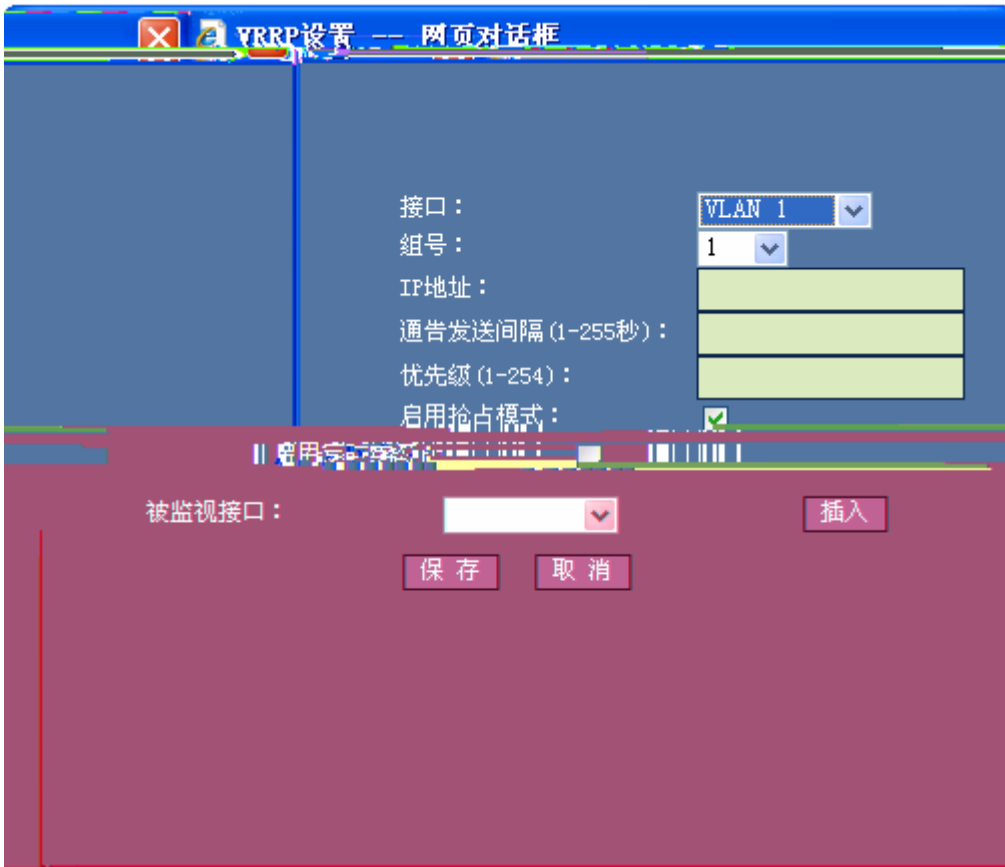 VRRP设置 -- 网页对话框
接口： VLAN 1
组号： 1
IP地址：
通告发送间隔(1-255秒)：
优先级(1-254)：
启用抢占模式：
启用
被监视接口： 插入
保 存 取 消